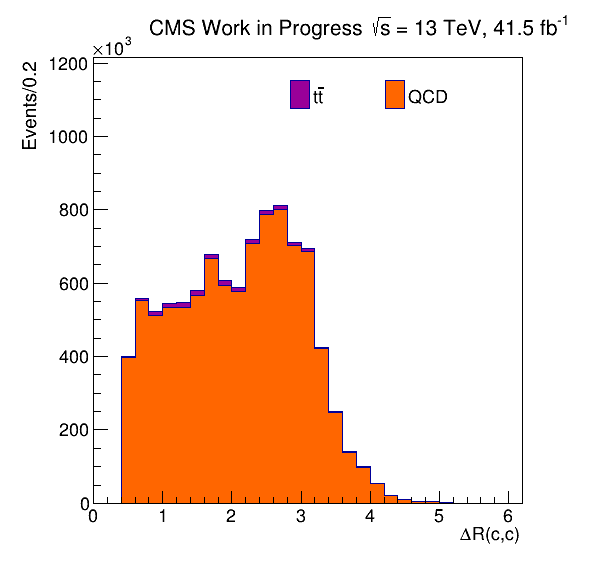 CMS Work in Progress √s = 13 TeV, 41.5 fb⁻¹
×10³
Events/0.2
tt̄
QCD
1200
1000
800
600
400
200
0
0 1 2 3 4 5 6
ΔR(c,c)